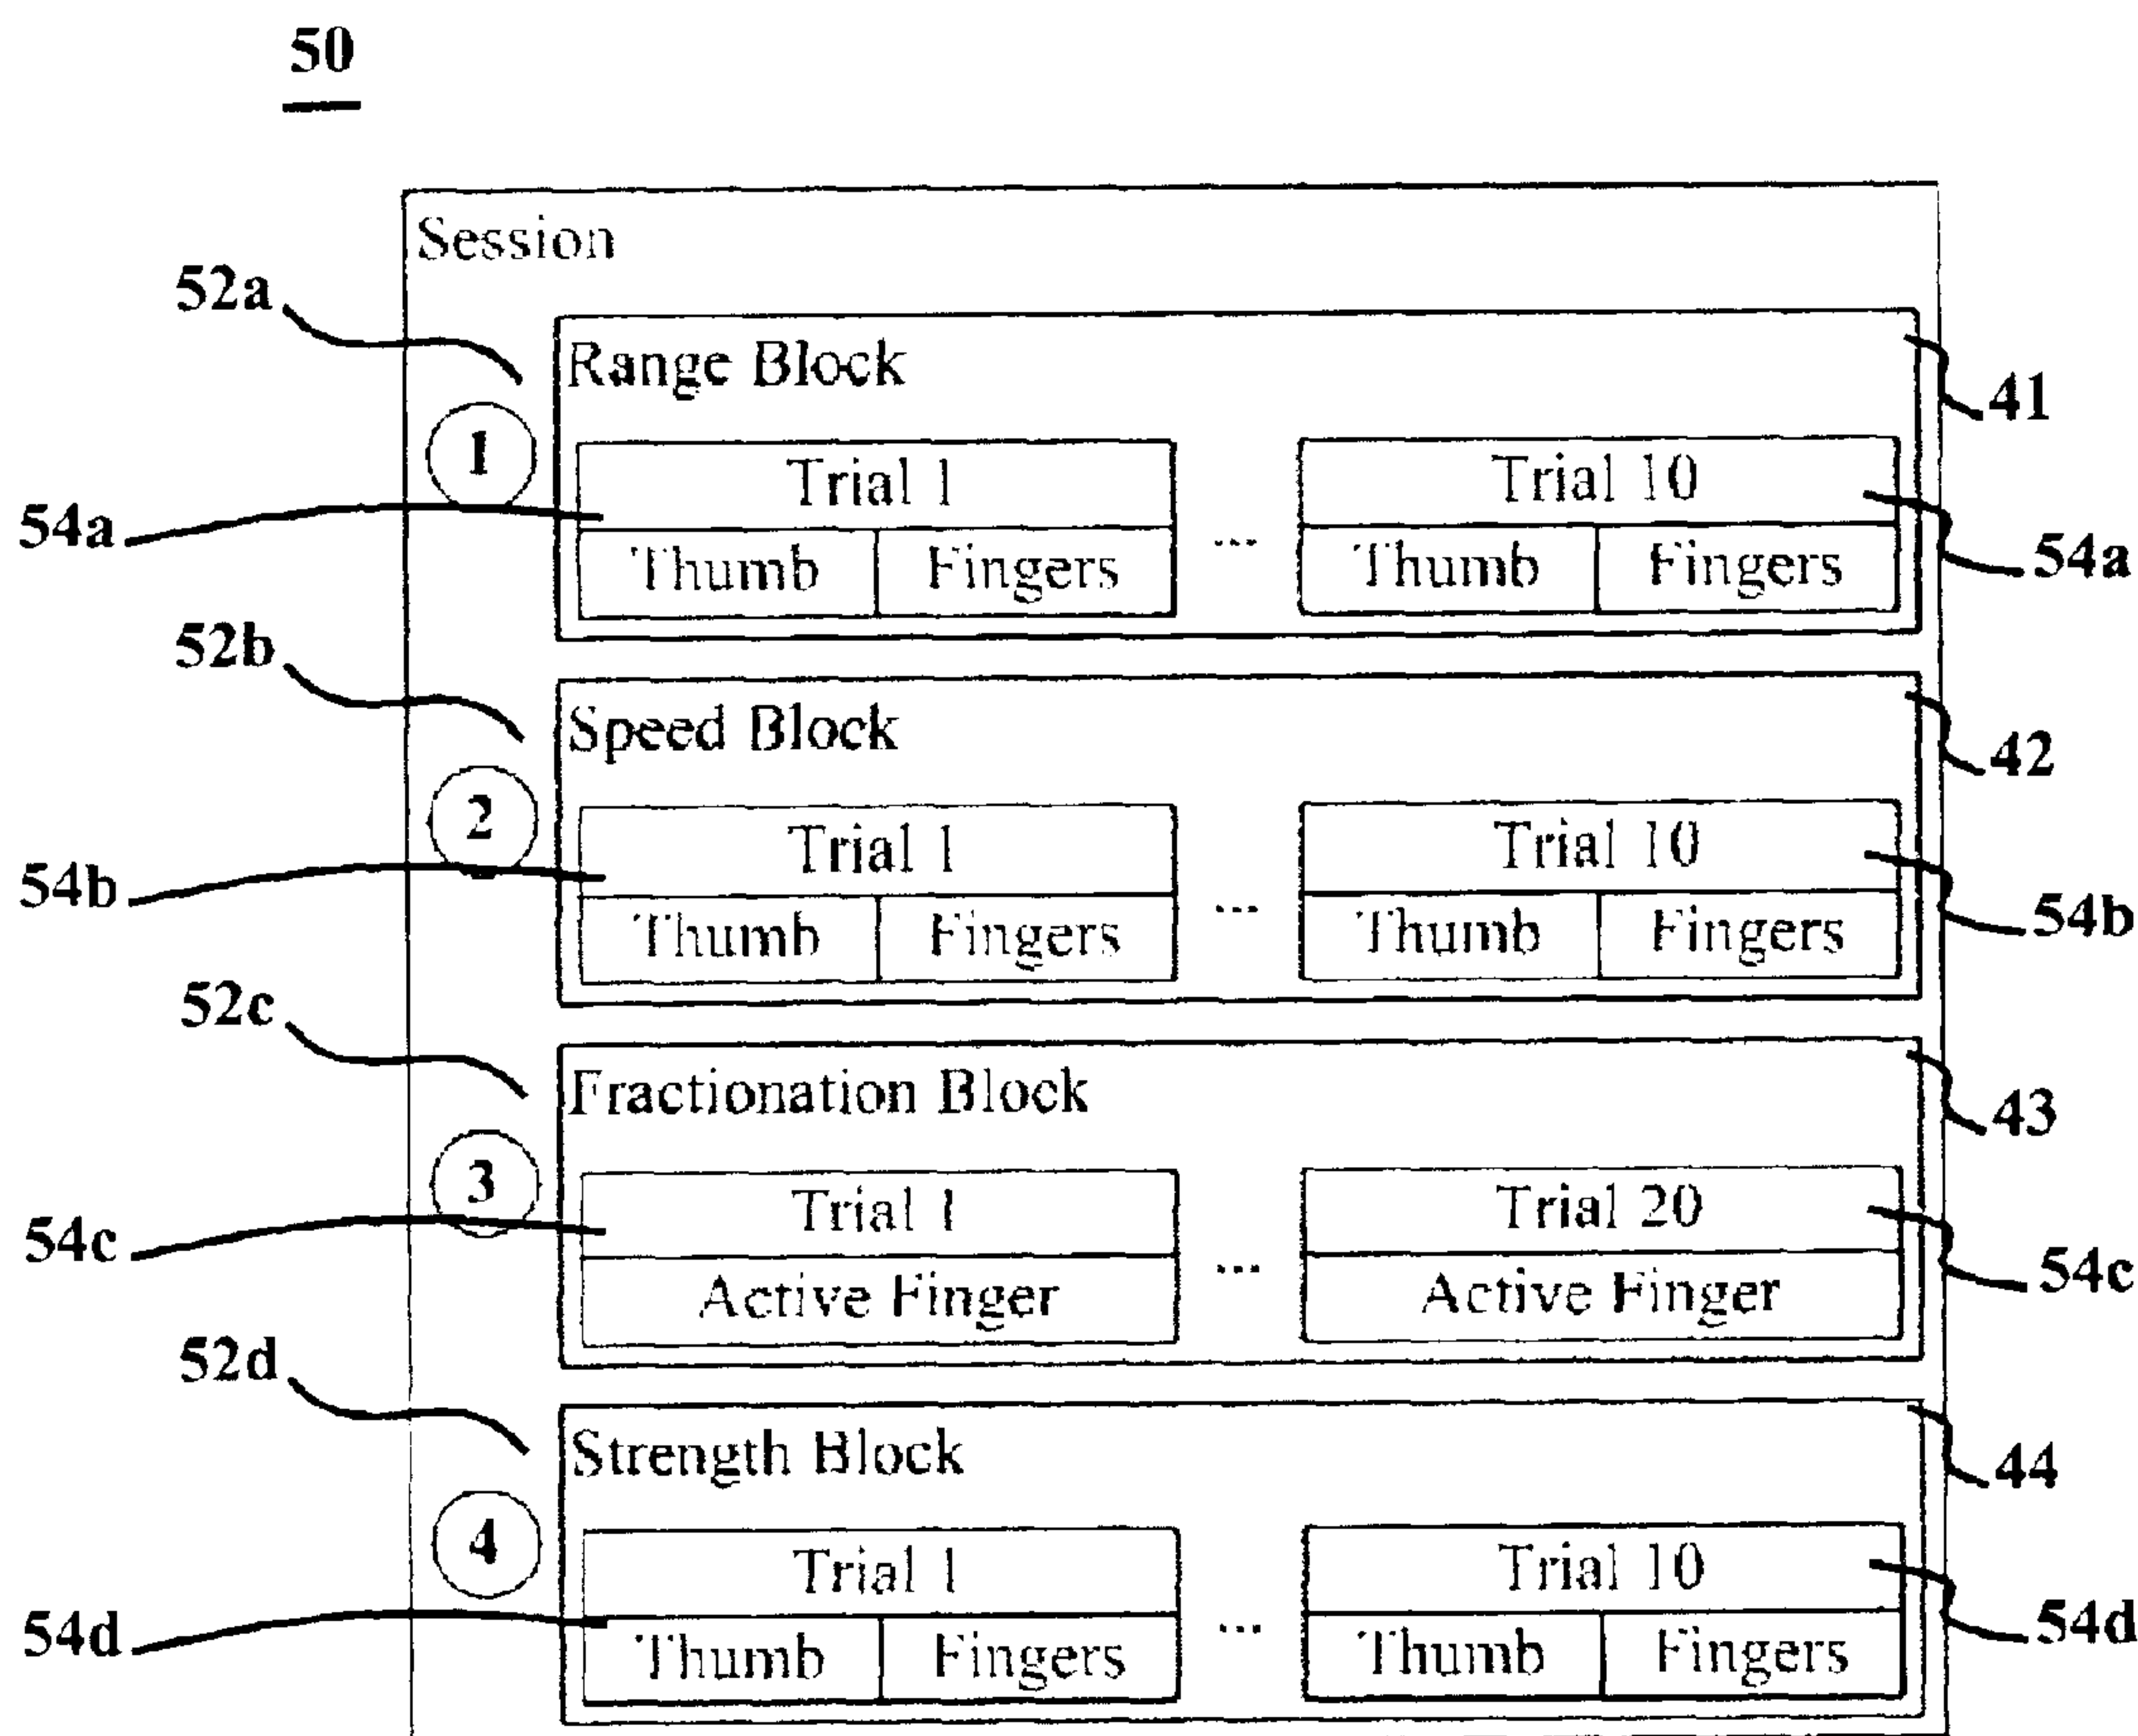 50
Session
52a
Range Block
41
1
Trial 1
Trial 10
54a
Thumb
Fingers
...
Thumb
Fingers
54a
52b
Speed Block
42
2
Trial 1
Trial 10
54b
Thumb
Fingers
...
Thumb
Fingers
54b
52c
Fractionation Block
43
3
Trial 1
Trial 20
54c
Active Finger
...
Active Finger
54c
52d
Strength Block
44
4
Trial 1
Trial 10
54d
Thumb
Fingers
...
Thumb
Fingers
54d